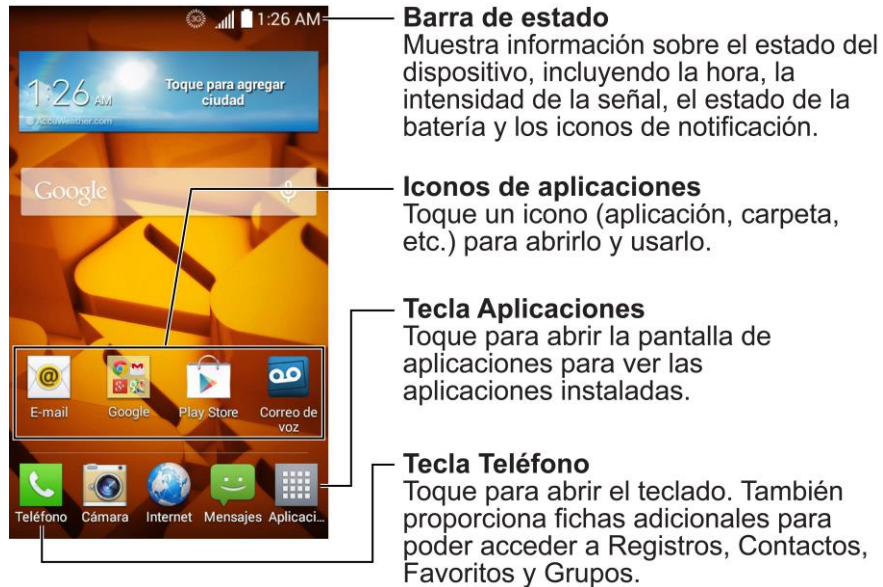 3G 1:26 AM
1:26 AM
Toque para agregar
ciudad
AccuWeather.com
Google
E-mail
Google
Play Store
Correo de
voz
Teléfono
Cámara
Internet
Mensajes
Aplicaci...
Barra de estado
Muestra información sobre el estado del
dispositivo, incluyendo la hora, la
intensidad de la señal, el estado de la
batería y los iconos de notificación.
Iconos de aplicaciones
Toque un icono (aplicación, carpeta,
etc.) para abrirlo y usarlo.
Tecla Aplicaciones
Toque para abrir la pantalla de
aplicaciones para ver las
aplicaciones instaladas.
Tecla Teléfono
Toque para abrir el teclado. También
proporciona fichas adicionales para
poder acceder a Registros, Contactos,
Favoritos y Grupos.